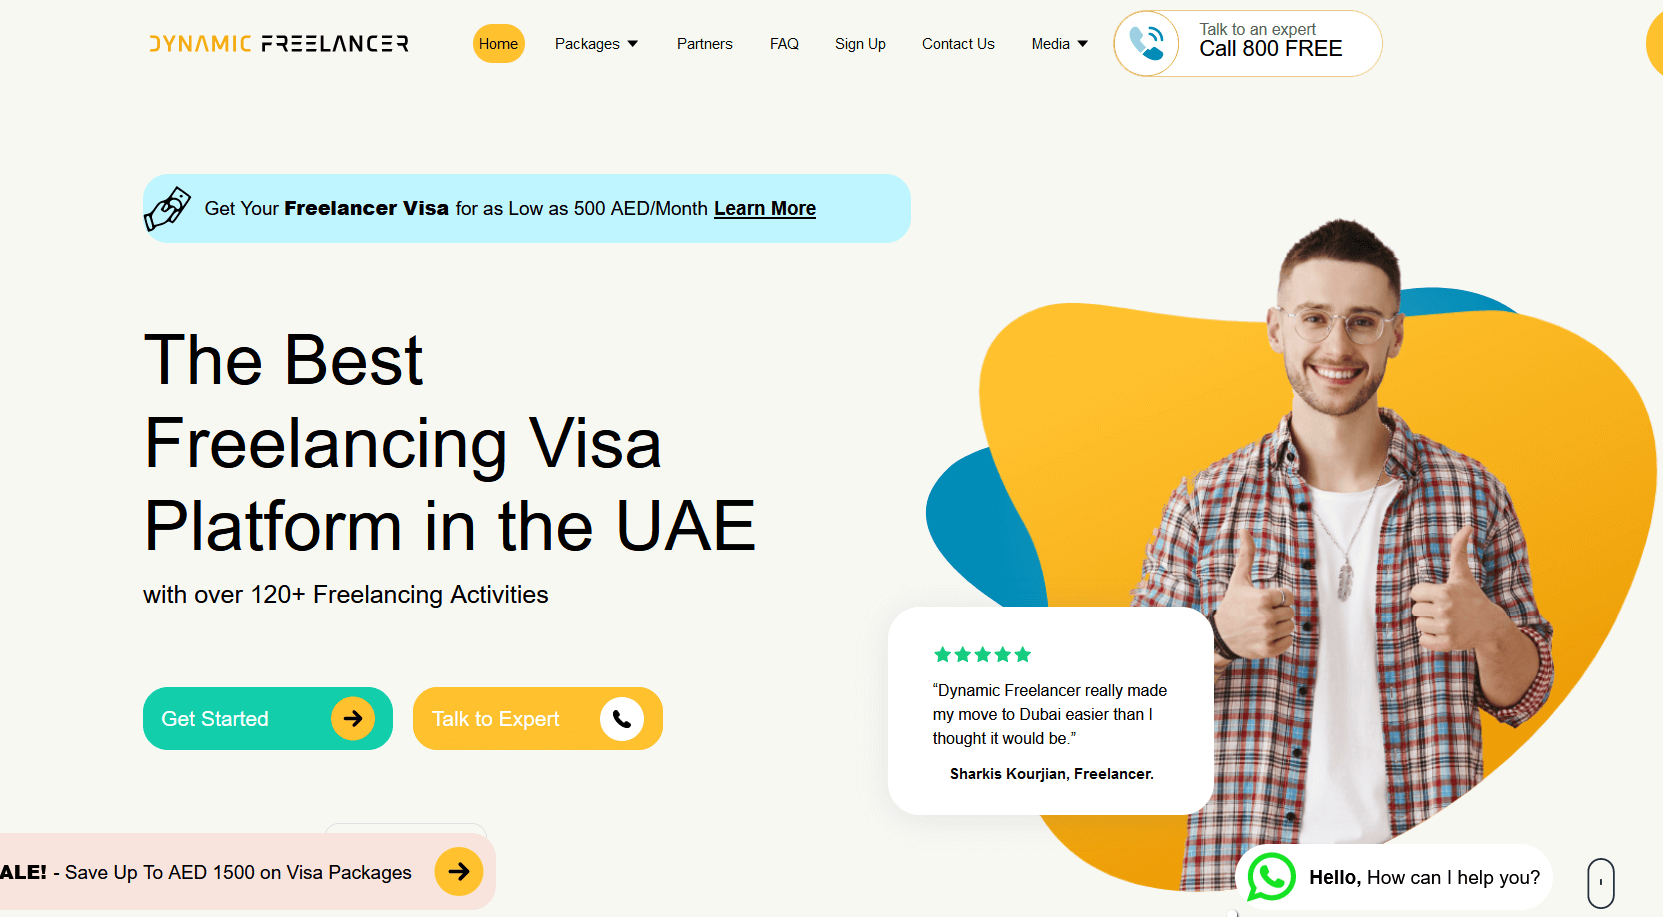 DYNAMIC FREELANCER
Home
Packages
Partners
FAQ
Sign Up
Contact Us
Media
Talk to an expert
Call 800 FREE
Get Your Freelancer Visa for as Low as 500 AED/Month Learn More
The Best
Freelancing Visa
Platform in the UAE
with over 120+ Freelancing Activities
Get Started
Talk to Expert
“Dynamic Freelancer really made
my move to Dubai easier than I
thought it would be.”
Sharkis Kourjian, Freelancer.
ALE! - Save Up To AED 1500 on Visa Packages
Hello, How can I help you?